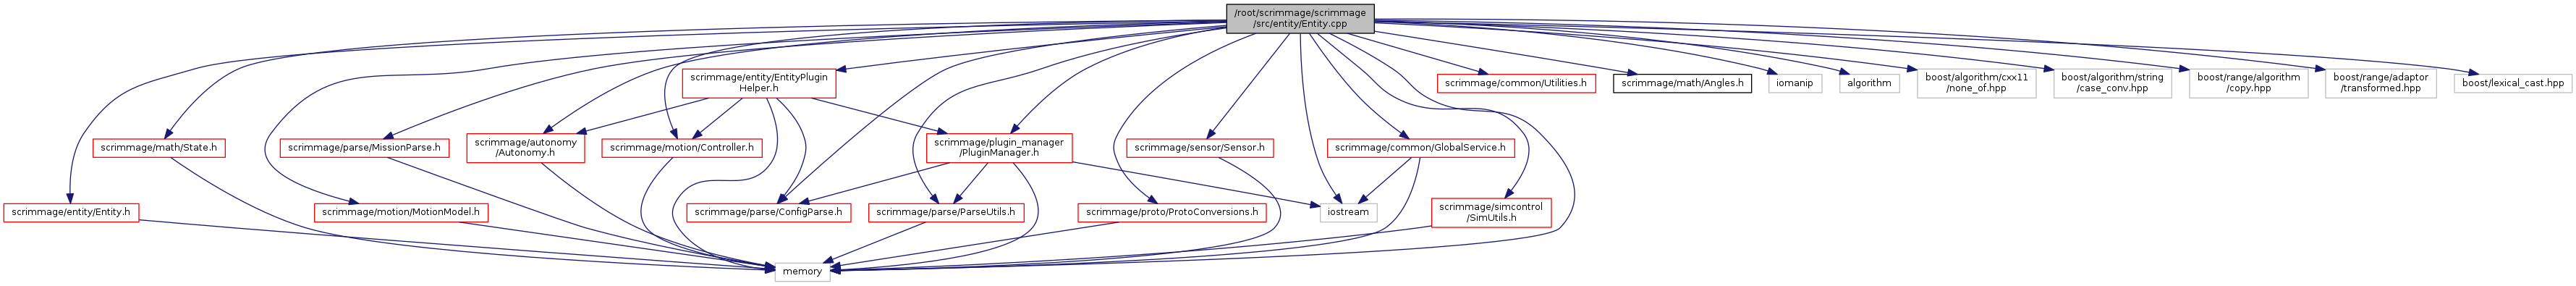 /root/scrimmage/scrimmage
/src/entity/Entity.cpp
scrimmage/entity/EntityPlugin
Helper.h
scrimmage/common/Utilities.h
scrimmage/math/Angles.h
iomanip
algorithm
boost/algorithm/cxx11
/none_of.hpp
boost/algorithm/string
/case_conv.hpp
boost/range/algorithm
/copy.hpp
boost/range/adaptor
/transformed.hpp
boost/lexical_cast.hpp
scrimmage/math/State.h
scrimmage/parse/MissionParse.h
scrimmage/autonomy
/Autonomy.h
scrimmage/motion/Controller.h
scrimmage/plugin_manager
/PluginManager.h
scrimmage/sensor/Sensor.h
scrimmage/common/GlobalService.h
scrimmage/entity/Entity.h
scrimmage/motion/MotionModel.h
scrimmage/parse/ConfigParse.h
scrimmage/parse/ParseUtils.h
scrimmage/proto/ProtoConversions.h
iostream
scrimmage/simcontrol
/SimUtils.h
memory